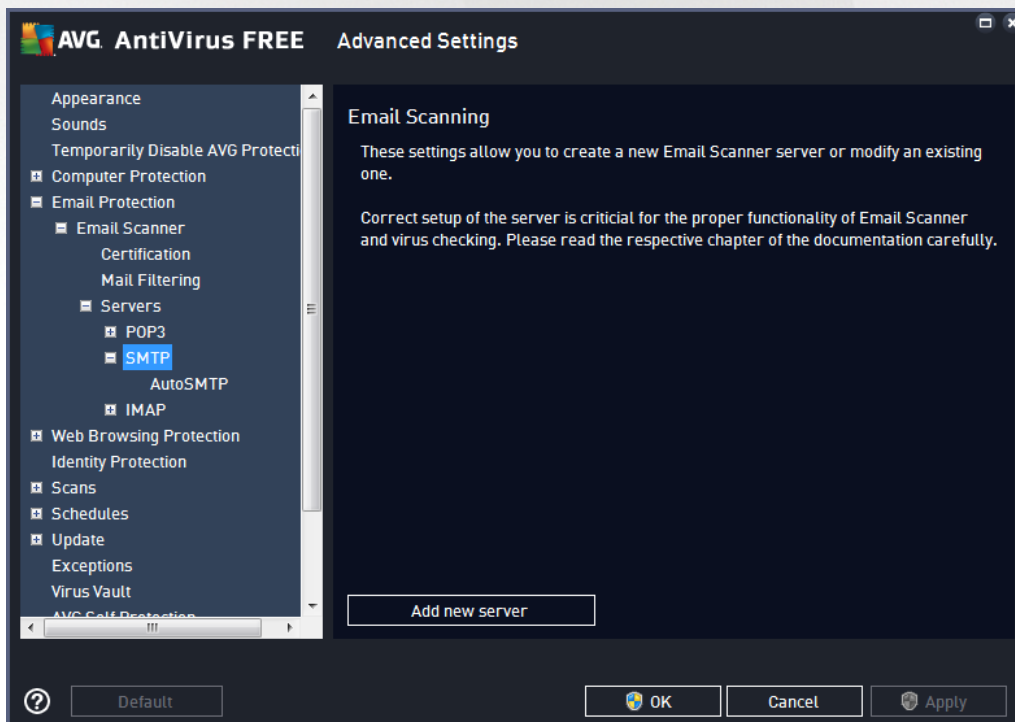 AVG. AntiVirus FREE Advanced Settings
Appearance
Sounds
Temporarily Disable AVG Protecti
Computer Protection
Email Protection
Email Scanner
Certification
Mail Filtering
Servers
POP3
SMTP
AutoSMTP
IMAP
Web Browsing Protection
Identity Protection
Scans
Schedules
Update
Exceptions
Virus Vault
AVG Self Protection
Email Scanning
These settings allow you to create a new Email Scanner server or modify an existing
one.
Correct setup of the server is criticial for the proper functionality of Email Scanner
and virus checking. Please read the respective chapter of the documentation carefully.
Add new server
Default
OK
Cancel
Apply